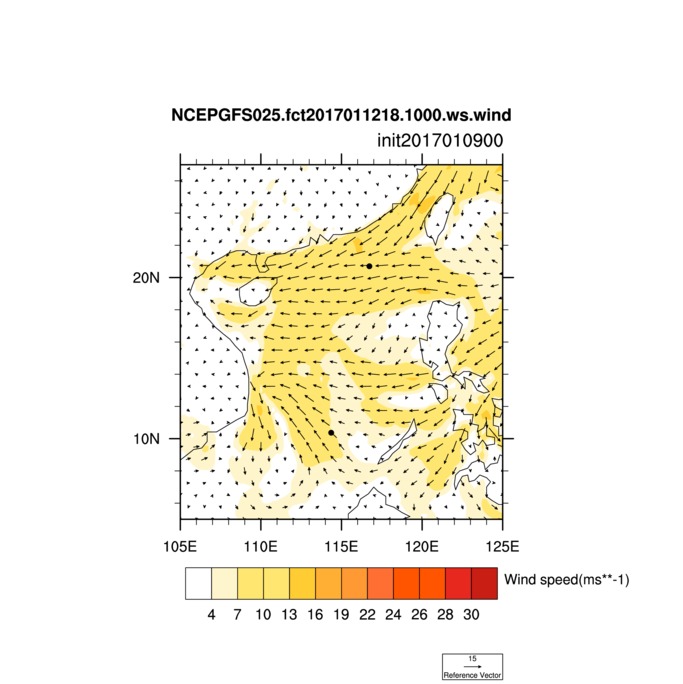 NCEPGFS025.fct2017011218.1000.ws.wind
init2017010900
20N
10N
105E 110E 115E 120E 125E
Wind speed(ms**-1)
4 7 10 13 16 19 22 24 26 28 30
15
Reference Vector